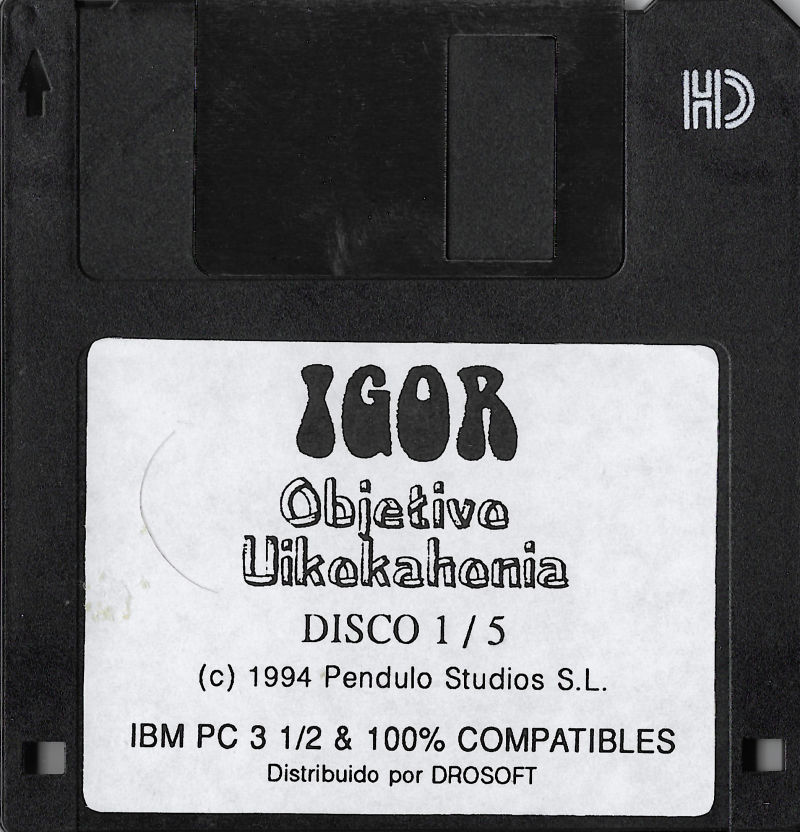 HD
IGOR
Objetivo
Uikokahonia
DISCO 1 / 5
(c) 1994 Pendulo Studios S.L.
IBM PC 3 1/2 & 100% COMPATIBLES
Distribuido por DROSOFT